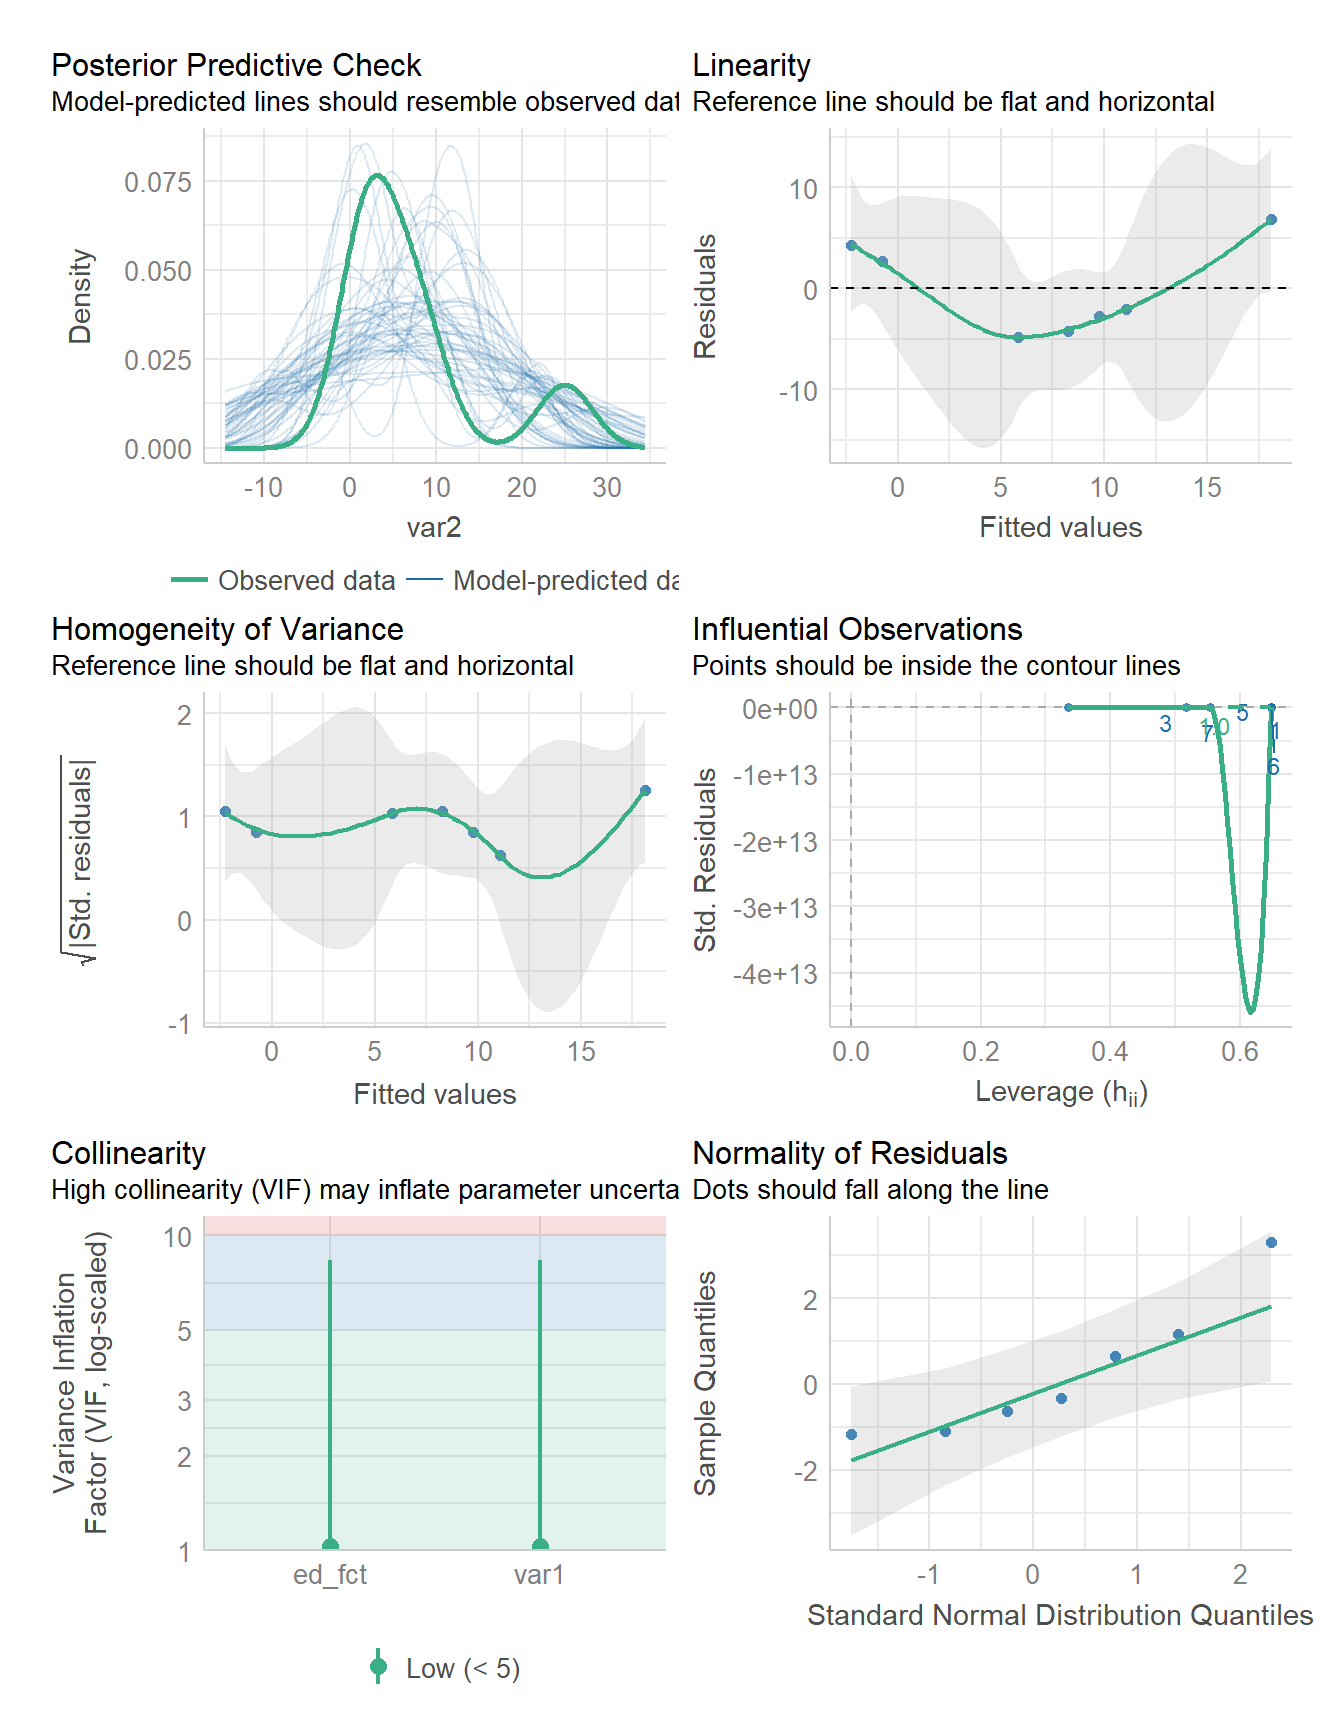 Posterior Predictive Check
Model-predicted lines should resemble observed dat
Density
0.075
0.050
0.025
0.000
-10 0 10 20 30
var2
Observed data Model-predicted da
Linearity
Reference line should be flat and horizontal
Residuals
10
0
-10
0 5 10 15
Fitted values
Homogeneity of Variance
Reference line should be flat and horizontal
√|Std. residuals|
2
1
0
-1
0 5 10 15
Fitted values
Influential Observations
Points should be inside the contour lines
Std. Residuals
0e+00
-1e+13
-2e+13
-3e+13
-4e+13
3
7
5
1
6
0.0 0.2 0.4 0.6
Leverage (hii)
Collinearity
High collinearity (VIF) may inflate parameter uncerta
Variance Inflation
Factor (VIF, log-scaled)
10
5
3
2
1
ed_fct var1
Low (< 5)
Normality of Residuals
Dots should fall along the line
Sample Quantiles
2
0
-2
-1 0 1 2
Standard Normal Distribution Quantiles